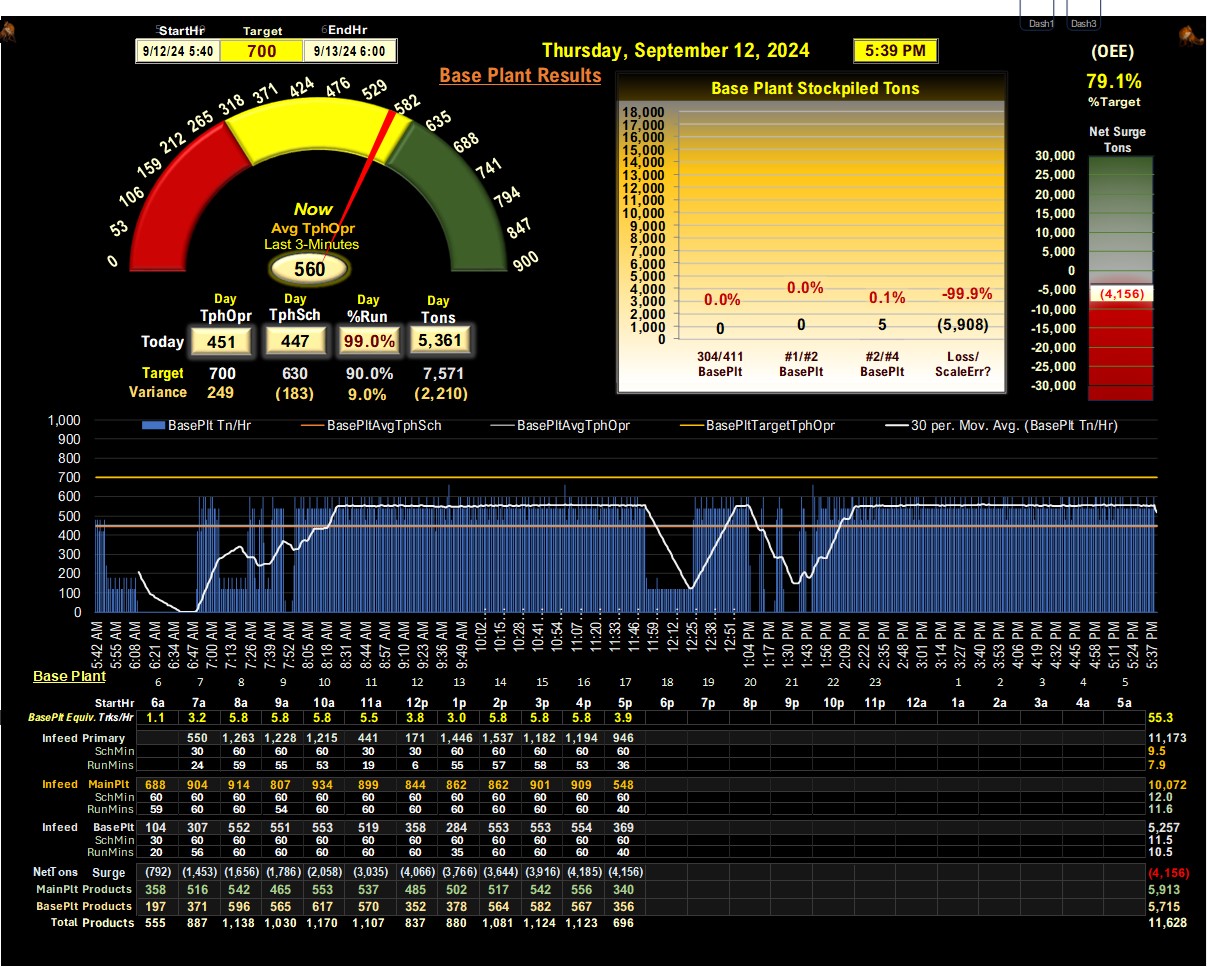 Dash1 Dash3
StartHr Target EndHr
9/12/24 5:40 700 9/13/24 6:00
Thursday, September 12, 2024 5:39 PM
(OEE)
79.1%
%Target
Base Plant Results
0 53 106 159 212 265 318 371 424 476 529 582 635 688 741 794 847 900
Now
Avg TphOpr
Last 3-Minutes
560
Day Day Day Day
TphOpr TphSch %Run Tons
Today 451 447 99.0% 5,361
Target 700 630 90.0% 7,571
Variance 249 (183) 9.0% (2,210)
Base Plant Stockpiled Tons
18,000
17,000
16,000
15,000
14,000
13,000
12,000
11,000
10,000
9,000
8,000
7,000
6,000
5,000
4,000
3,000
2,000
1,000
0
0.0% 0.0% 0.1% -99.9%
0 0 5 (5,908)
304/411 #1/#2 #2/#4 Loss/
BasePlt BasePlt BasePlt ScaleErr?
Net Surge
Tons
30,000
25,000
20,000
15,000
10,000
5,000
0
-5,000
-10,000
-15,000
-20,000
-25,000
-30,000
(4,156)
BasePlt Tn/Hr BasePltAvgTphSch BasePltAvgTphOpr BasePltTargetTphOpr 30 per. Mov. Avg. (BasePlt Tn/Hr)
1,000
900
800
700
600
500
400
300
200
100
0
5:42 AM 5:55 AM 6:08 AM 6:21 AM 6:34 AM 6:47 AM 7:00 AM 7:13 AM 7:26 AM 7:39 AM 7:52 AM 8:05 AM 8:18 AM 8:31 AM 8:44 AM 8:57 AM 9:10 AM 9:23 AM 9:36 AM 9:49 AM 10:02... 10:15... 10:28... 10:41... 10:54... 11:07... 11:20... 11:33... 11:46... 11:59... 12:12... 12:25... 12:38... 12:51... 1:04 PM 1:17 PM 1:30 PM 1:43 PM 1:56 PM 2:09 PM 2:22 PM 2:35 PM 2:48 PM 3:01 PM 3:14 PM 3:27 PM 3:40 PM 3:53 PM 4:06 PM 4:19 PM 4:32 PM 4:45 PM 4:58 PM 5:11 PM 5:24 PM 5:37 PM
Base Plant
6 7 8 9 10 11 12 13 14 15 16 17 18 19 20 21 22 23 1 2 3 4 5
StartHr 6a 7a 8a 9a 10a 11a 12p 1p 2p 3p 4p 5p 6p 7p 8p 9p 10p 11p 12a 1a 2a 3a 4a 5a
BasePlt Equiv. Trks/Hr 1.1 3.2 5.8 5.8 5.8 5.5 3.8 3.0 5.8 5.8 5.8 3.9 55.3
Infeed Primary 550 1,263 1,228 1,215 441 171 1,446 1,537 1,182 1,194 946 11,173
SchMin 30 60 60 60 30 30 60 60 60 60 60 9.5
RunMins 24 59 55 53 19 6 55 57 58 53 36 7.9
Infeed MainPlt 688 904 914 807 934 899 844 862 862 901 909 548 10,072
SchMin 60 60 60 60 60 60 60 60 60 60 60 60 12.0
RunMins 59 60 60 54 60 60 60 60 60 60 60 40 11.6
Infeed BasePlt 104 307 552 551 553 519 358 284 553 553 554 369 5,257
SchMin 30 60 60 60 60 60 60 60 60 60 60 60 11.5
RunMins 20 56 60 60 60 60 60 35 60 60 60 40 10.5
NetTons Surge (792) (1,453) (1,656) (1,786) (2,058) (3,035) (4,066) (3,766) (3,644) (3,916) (4,185) (4,156) (4,156)
MainPlt Products 358 516 542 465 553 537 485 502 517 542 556 340 5,913
BasePlt Products 197 371 596 565 617 570 352 378 564 582 567 356 5,715
Total Products 555 887 1,138 1,030 1,170 1,107 837 880 1,081 1,124 1,123 696 11,628